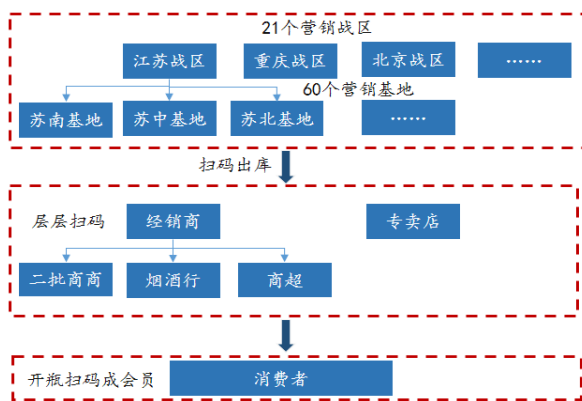 21个营销战区
江苏战区
重庆战区
北京战区
……
60个营销基地
苏南基地
苏中基地
苏北基地
……
扫码出库
层层扫码
经销商
专卖店
二批商商
烟酒行
商超
开瓶扫码成会员
消费者